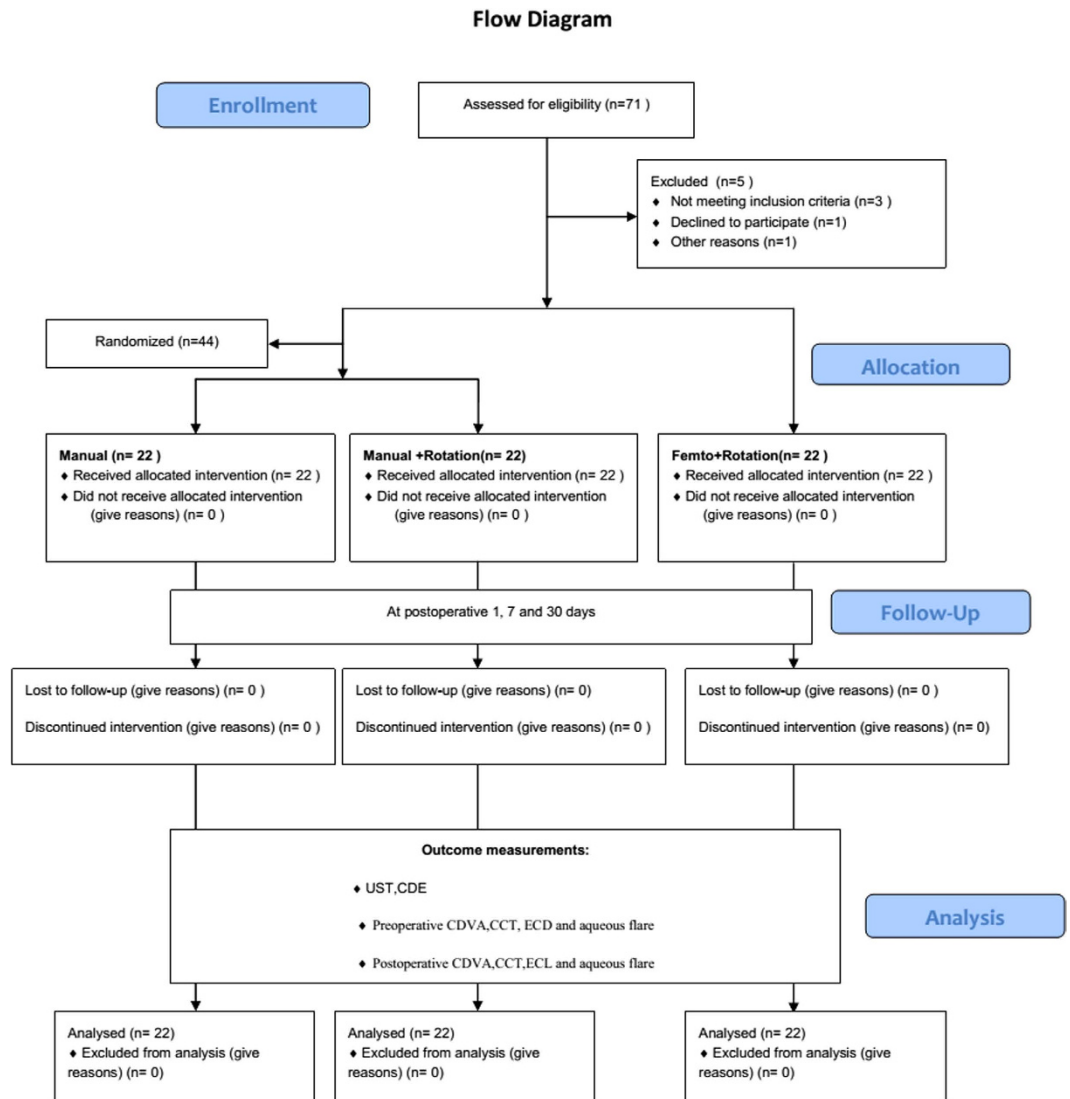 Flow Diagram
Enrollment
Assessed for eligibility (n=71 )
Excluded (n=5 )
♦ Not meeting inclusion criteria (n=3 )
♦ Declined to participate (n=1)
♦ Other reasons (n=1)
Randomized (n=44)
Allocation
Manual (n= 22 )
♦ Received allocated intervention (n= 22 )
♦ Did not receive allocated intervention
(give reasons) (n= 0 )
Manual +Rotation(n= 22)
♦ Received allocated intervention (n= 22 )
♦ Did not receive allocated intervention
(give reasons) (n= 0 )
Femto+Rotation(n= 22 )
♦ Received allocated intervention (n= 22 )
♦ Did not receive allocated intervention
(give reasons) (n= 0 )
At postoperative 1, 7 and 30 days
Follow-Up
Lost to follow-up (give reasons) (n= 0 )
Discontinued intervention (give reasons) (n= 0 )
Lost to follow-up (give reasons) (n= 0)
Discontinued intervention (give reasons) (n= 0 )
Lost to follow-up (give reasons) (n= 0 )
Discontinued intervention (give reasons) (n= 0)
Outcome measurements:
♦ UST,CDE
♦ Preoperative CDVA,CCT, ECD and aqueous flare
♦ Postoperative CDVA,CCT,ECL and aqueous flare
Analysis
Analysed (n= 22)
♦ Excluded from analysis (give
reasons) (n= 0)
Analysed (n= 22)
♦ Excluded from analysis (give
reasons) (n= 0)
Analysed (n= 22)
♦ Excluded from analysis (give
reasons) (n= 0)